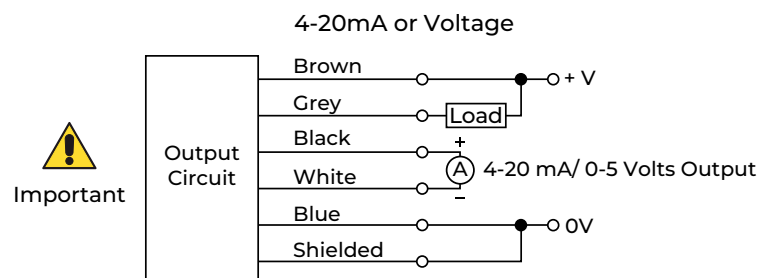 4-20mA or Voltage
Brown
+ V
Grey
Load
Black
+
Output
Circuit
A
4-20 mA/ 0-5 Volts Output
White
−
Important
Blue
0V
Shielded